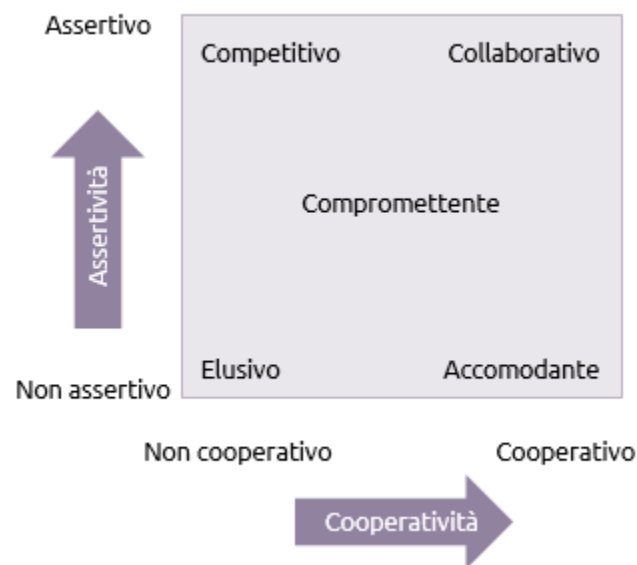 Assertivo
Competitivo
Collaborativo
Assertività
Compromettente
Elusivo
Accomodante
Non assertivo
Non cooperativo
Cooperativo
Cooperatività